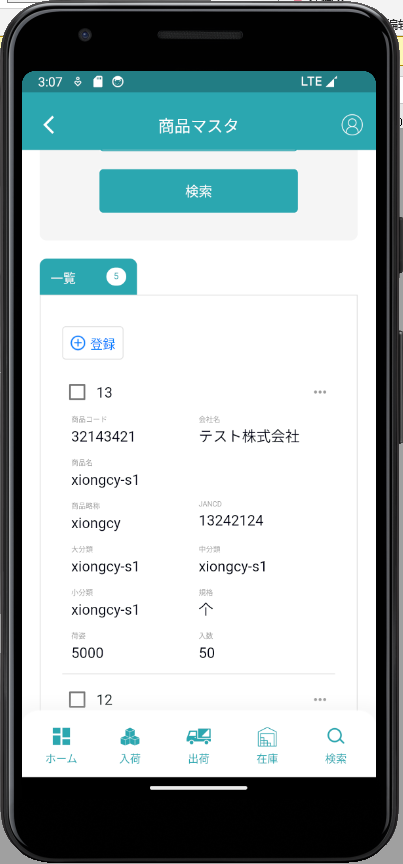 3:07 LTE
商品マスタ
検索
一覧 5
登録
13
商品コード 会社名
32143421 テスト株式会社
商品名
xiongcy-s1
商品略称 JANCD
xiongcy 13242124
大分類 中分類
xiongcy-s1 xiongcy-s1
小分類 規格
xiongcy-s1 个
荷姿 入数
5000 50
12
ホーム 入荷 出荷 在庫 検索